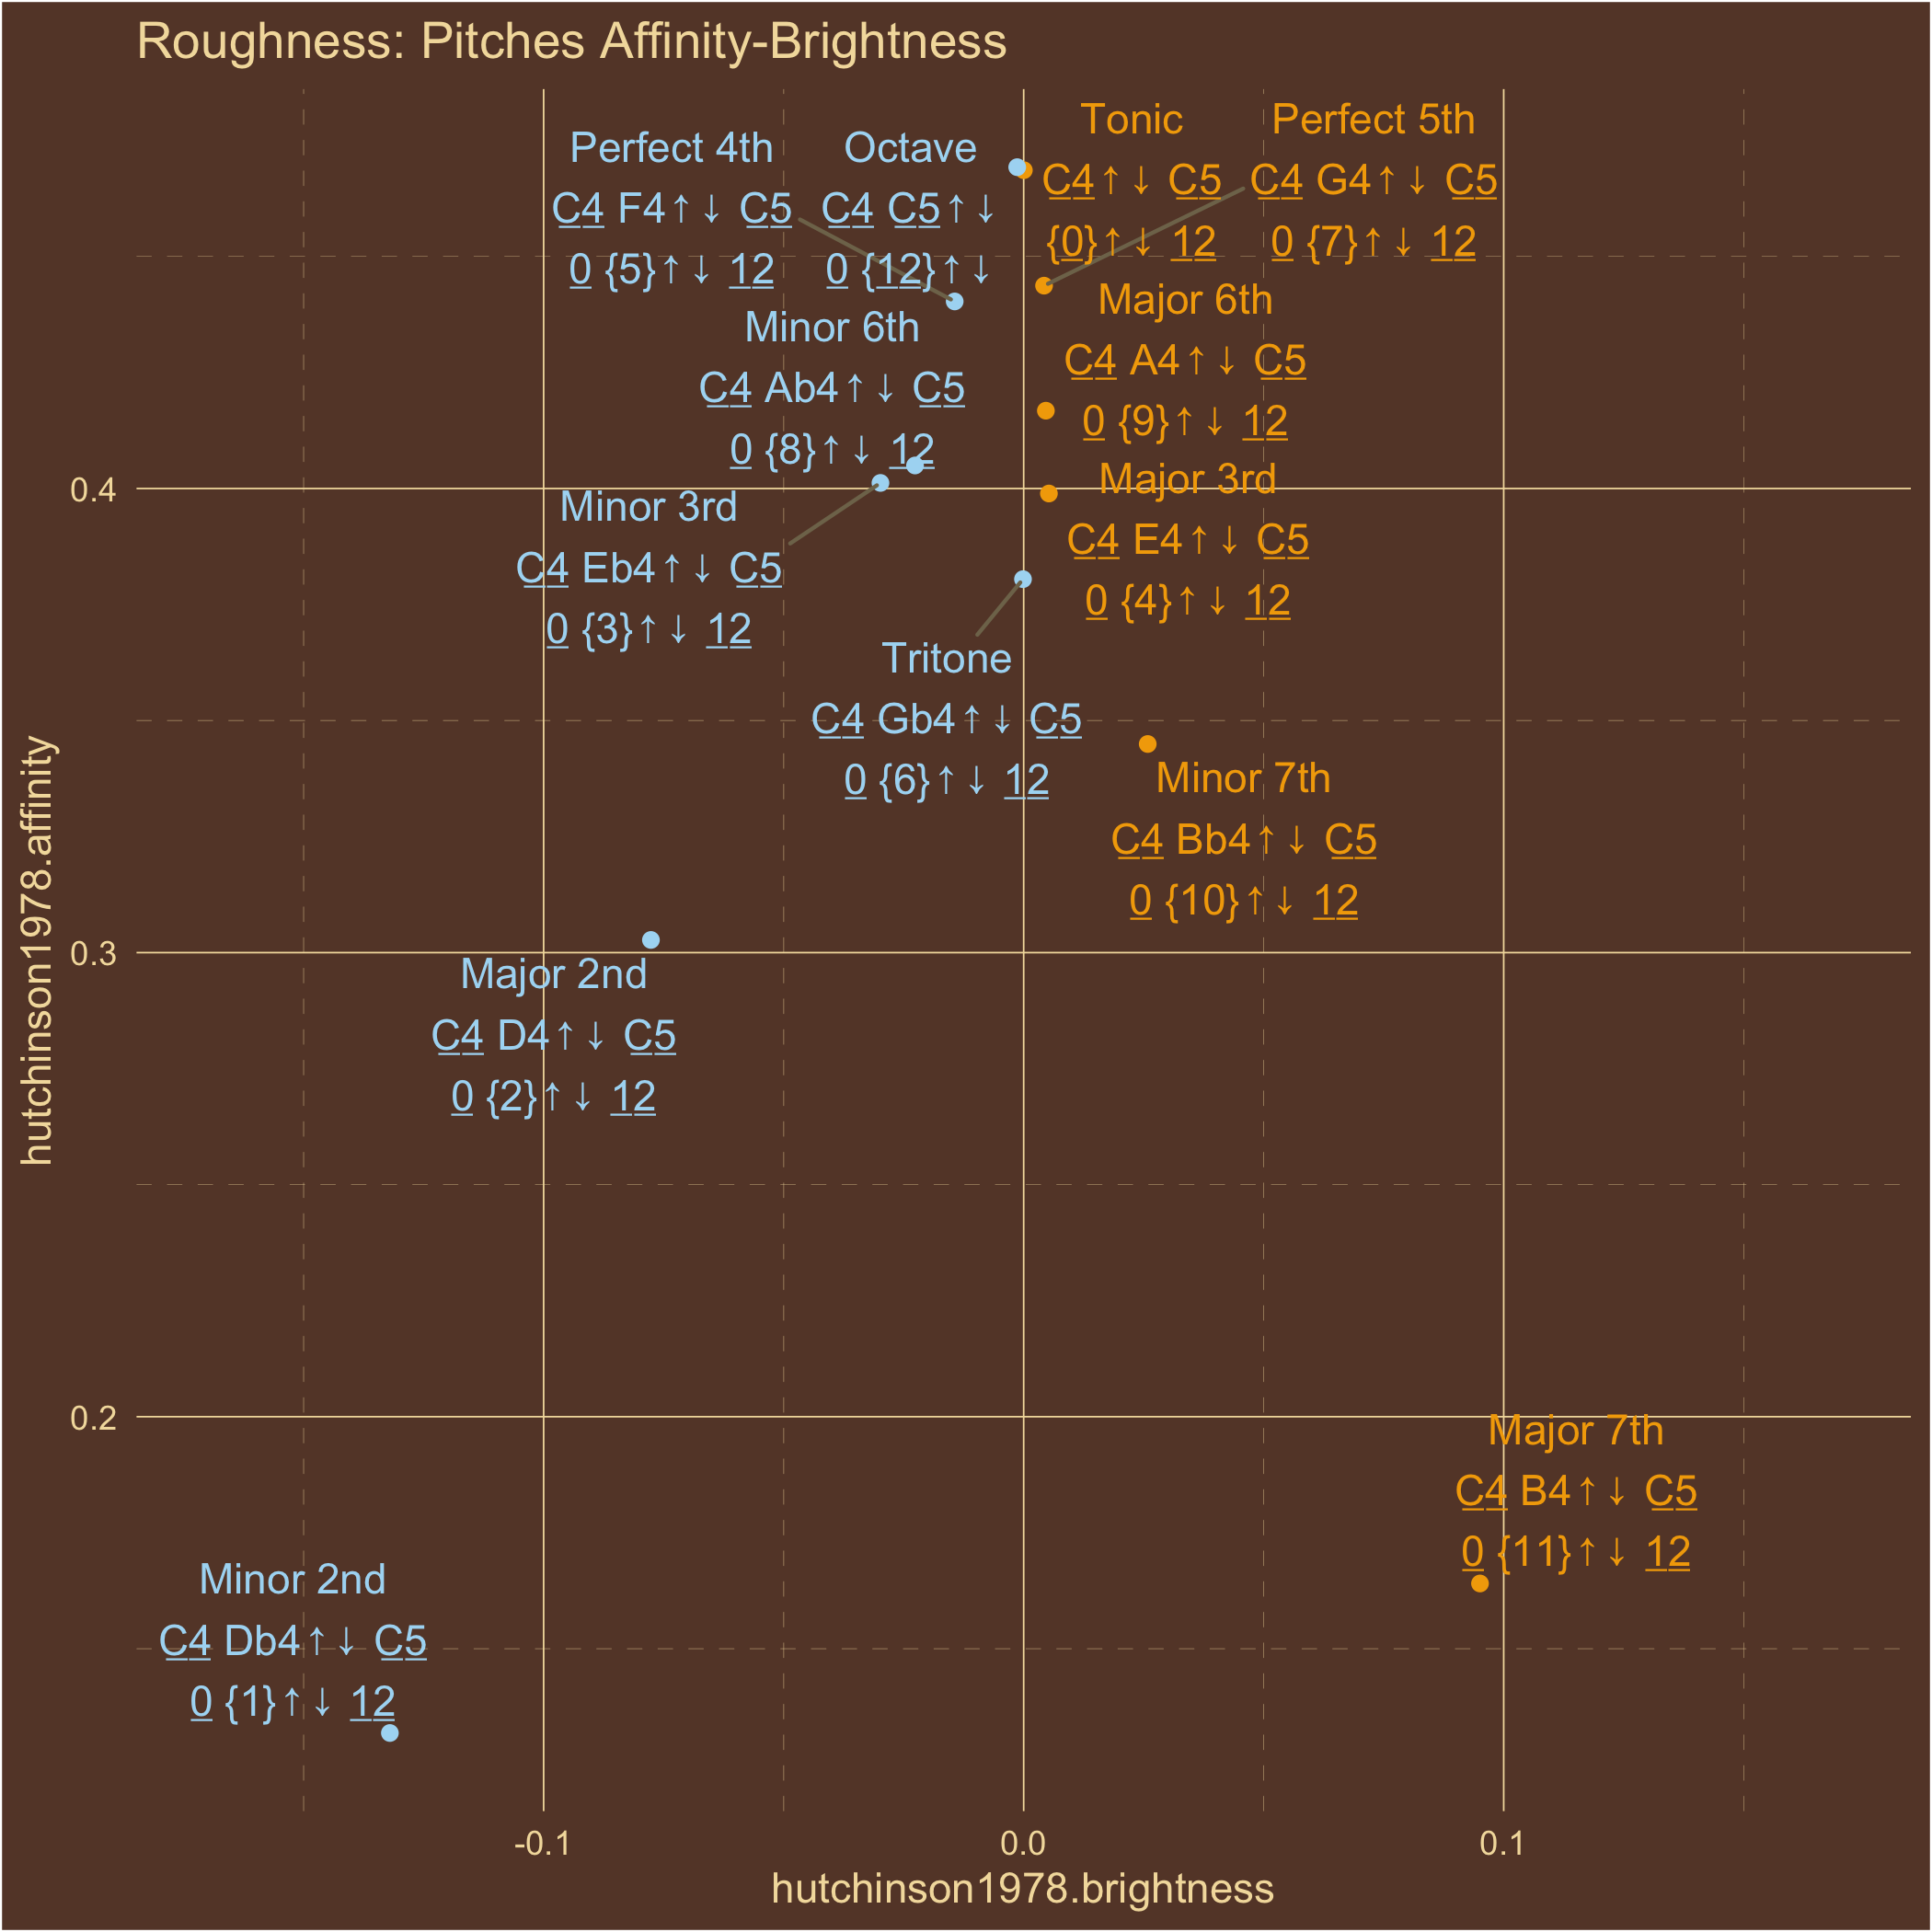 Roughness: Pitches Affinity-Brightness
Perfect 4th
C4 F4↑↓ C5
0 {5}↑↓ 12
Octave
C4 C5↑↓
0 {12}↑↓
Tonic
C4↑↓ C5
{0}↑↓ 12
Perfect 5th
C4 G4↑↓ C5
0 {7}↑↓ 12
Minor 6th
C4 Ab4↑↓ C5
0 {8}↑↓ 12
Major 6th
C4 A4↑↓ C5
0 {9}↑↓ 12
Minor 3rd
C4 Eb4↑↓ C5
0 {3}↑↓ 12
Major 3rd
C4 E4↑↓ C5
0 {4}↑↓ 12
Tritone
C4 Gb4↑↓ C5
0 {6}↑↓ 12
Minor 7th
C4 Bb4↑↓ C5
0 {10}↑↓ 12
Major 2nd
C4 D4↑↓ C5
0 {2}↑↓ 12
Major 7th
C4 B4↑↓ C5
0 {11}↑↓ 12
Minor 2nd
C4 Db4↑↓ C5
0 {1}↑↓ 12
0.4
0.3
0.2
hutchinson1978.affinity
-0.1
0.0
0.1
hutchinson1978.brightness